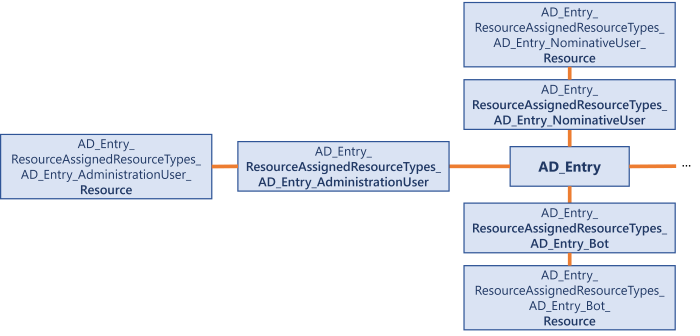 AD_Entry_
ResourceAssignedResourceTypes_
AD_Entry_NominativeUser_
Resource
AD_Entry_
ResourceAssignedResourceTypes_
AD_Entry_NominativeUser
AD_Entry_
ResourceAssignedResourceTypes_
AD_Entry_AdministrationUser_
Resource
AD_Entry_
ResourceAssignedResourceTypes_
AD_Entry_AdministrationUser
AD_Entry
...
AD_Entry_
ResourceAssignedResourceTypes_
AD_Entry_Bot
AD_Entry_
ResourceAssignedResourceTypes_
AD_Entry_Bot_
Resource